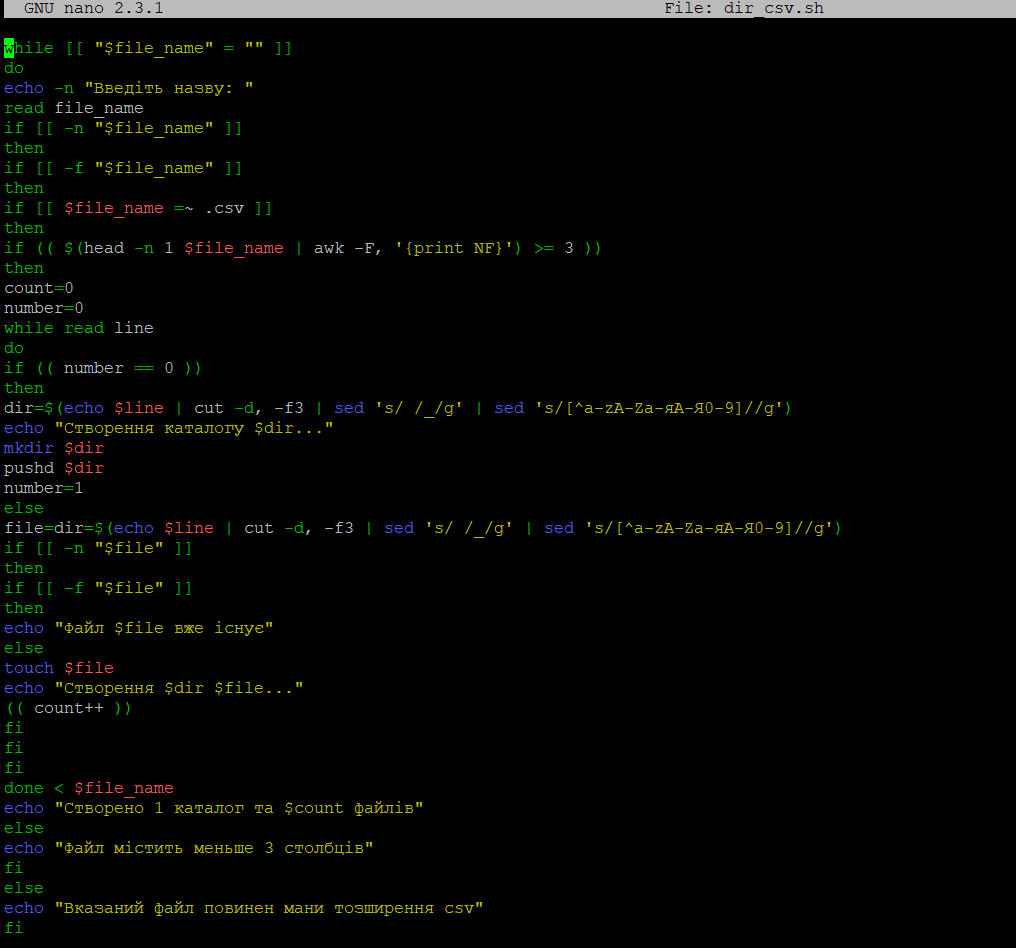 GNU nano 2.3.1 File: dir_csv.sh
while [[ "$file_name" = "" ]]
do
echo -n "Введіть назву: "
read file_name
if [[ -n "$file_name" ]]
then
if [[ -f "$file_name" ]]
then
if [[ $file_name =~ .csv ]]
then
if (( $(head -n 1 $file_name | awk -F, '{print NF}') >= 3 ))
then
count=0
number=0
while read line
do
if (( number == 0 ))
then
dir=$(echo $line | cut -d, -f3 | sed 's/ /_/g' | sed 's/[^a-zA-Zа-яА-Я0-9]//g')
echo "Створення каталогу $dir..."
mkdir $dir
pushd $dir
number=1
else
file=dir=$(echo $line | cut -d, -f3 | sed 's/ /_/g' | sed 's/[^a-zA-Zа-яА-Я0-9]//g')
if [[ -n "$file" ]]
then
if [[ -f "$file" ]]
then
echo "Файл $file вже існує"
else
touch $file
echo "Створення $dir $file..."
(( count++ ))
fi
fi
fi
done < $file_name
echo "Створено 1 каталог та $count файлів"
else
echo "Файл містить меньше 3 столбців"
fi
else
echo "Вказаний файл повинен мани тозширення csv"
fi